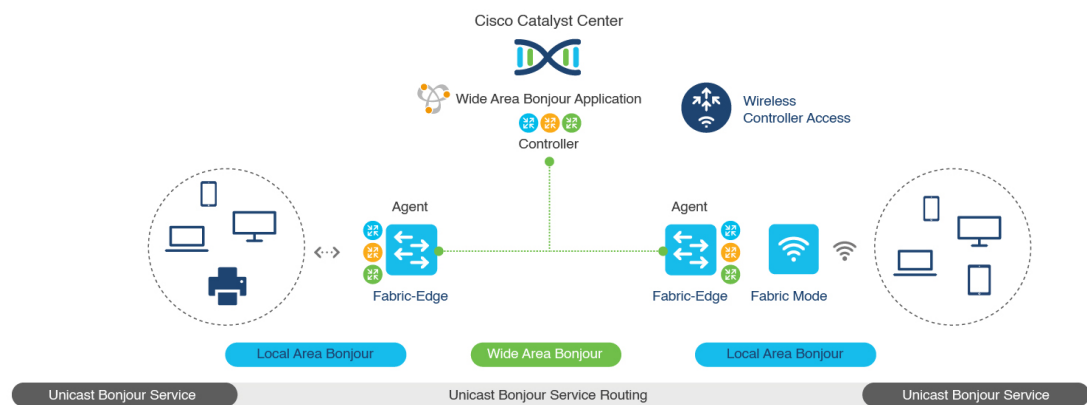 Cisco Catalyst Center
Wide Area Bonjour Application
Wireless
Controller Access
Controller
Agent
Agent
Fabric-Edge
Fabric-Edge
Fabric Mode
Local Area Bonjour
Wide Area Bonjour
Local Area Bonjour
Unicast Bonjour Service
Unicast Bonjour Service Routing
Unicast Bonjour Service